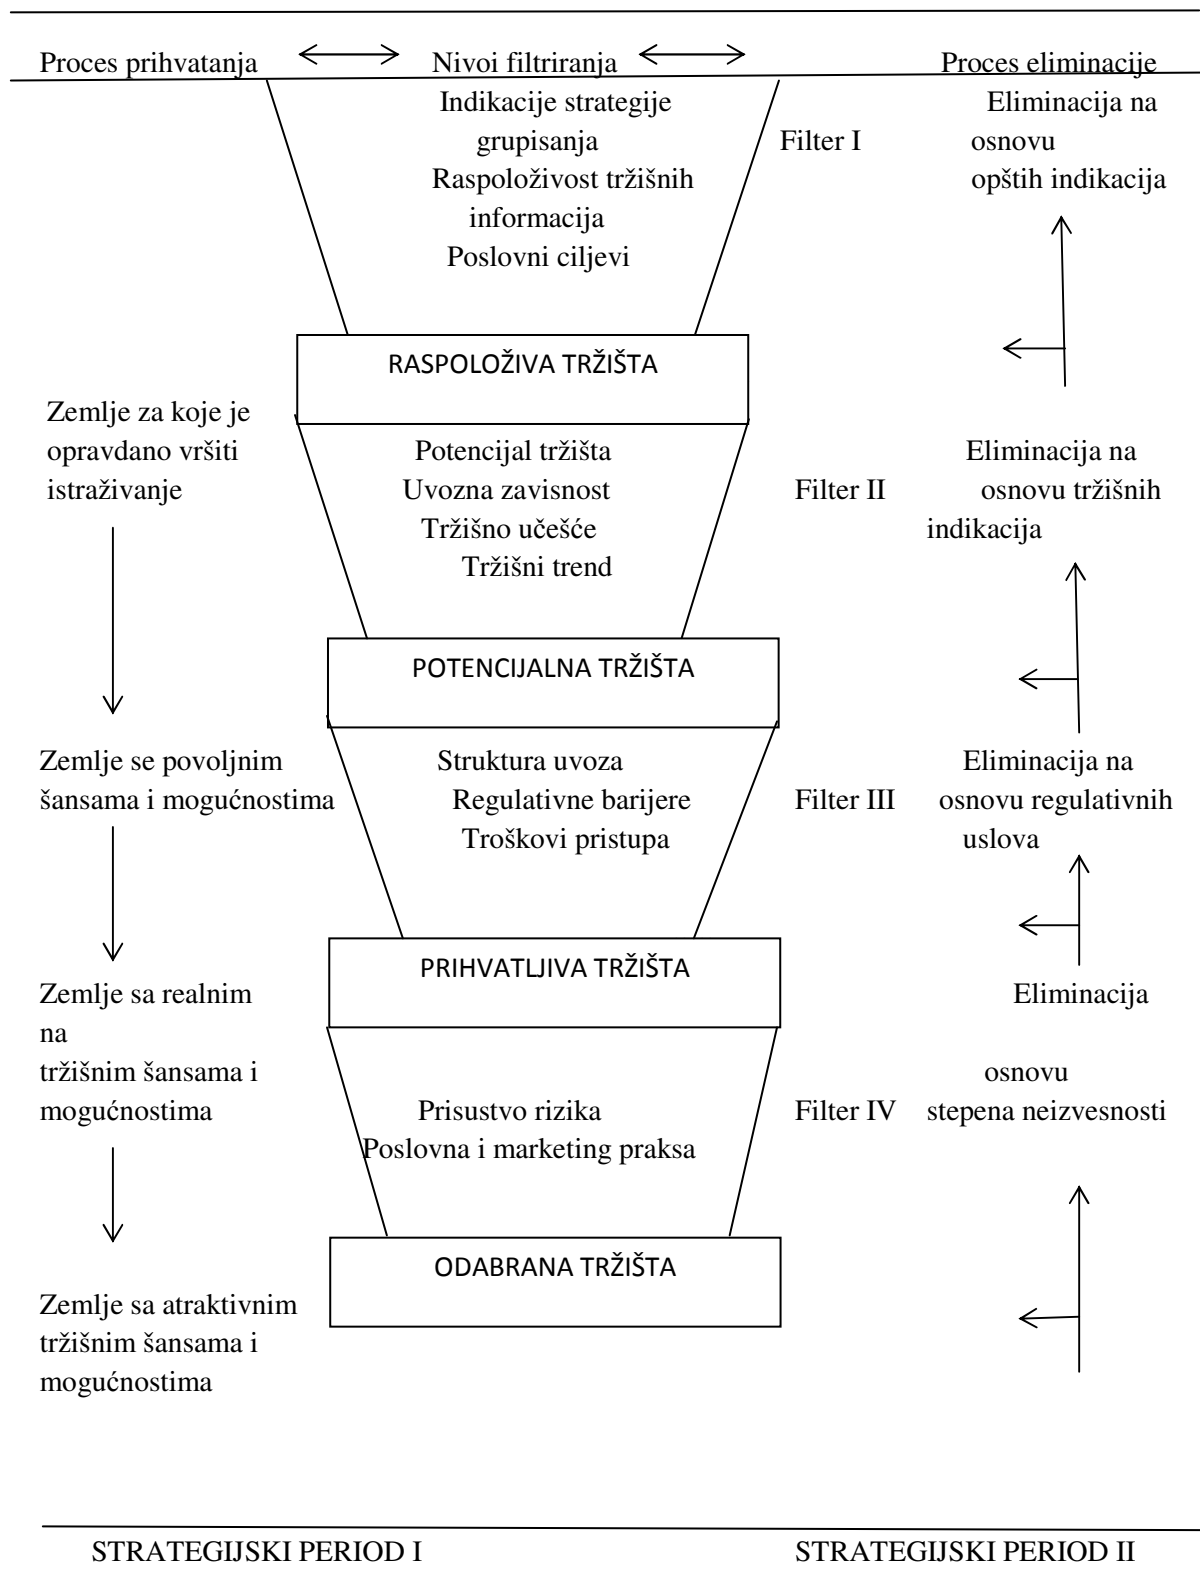 Proces prihvatanja Nivoi filtriranja Proces eliminacije
Indikacije strategije Eliminacija na
grupisanja Filter I osnovu
Raspoloživost tržišnih opštih indikacija
informacija
Poslovni ciljevi
RASPOLOŽIVA TRŽIŠTA
Zemlje za koje je
opravdano vršiti Potencijal tržišta Eliminacija na
istraživanje Uvozna zavisnost Filter II osnovu tržišnih
Tržišno učešće indikacija
Tržišni trend
POTENCIJALNA TRŽIŠTA
Zemlje se povoljnim Struktura uvoza Eliminacija na
šansama i mogućnostima Regulativne barijere Filter III osnovu regulativnih
Troškovi pristupa uslova
PRIHVATLJIVA TRŽIŠTA
Zemlje sa realnim Eliminacija
na
tržišnim šansama i osnovu
mogućnostima Prisustvo rizika Filter IV stepena neizvesnosti
Poslovna i marketing praksa
ODABRANA TRŽIŠTA
Zemlje sa atraktivnim
tržišnim šansama i
mogućnostima
STRATEGIJSKI PERIOD I STRATEGIJSKI PERIOD II